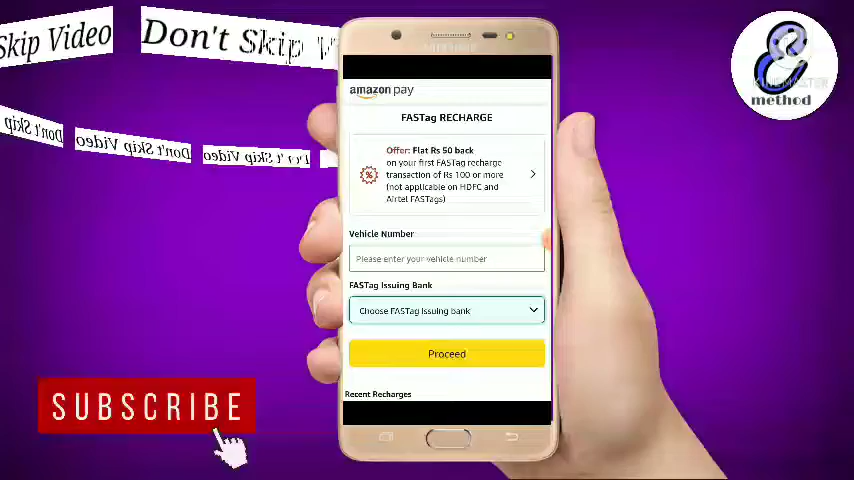 Skip Video
Don't Skip
Don't Skip
Don't Skip Video
Don't Skip Video
SAMSUNG
amazon pay
FASTag RECHARGE
Offer: Flat Rs 50 back
on your first FASTag recharge
transaction of Rs 100 or more
(not applicable on HDFC and
Airtel FASTags)
Vehicle Number
Please enter your vehicle number
FASTag Issuing Bank
Choose FASTag issuing bank
Proceed
Recent Recharges
SUBSCRIBE
8
KINEMASTER
method